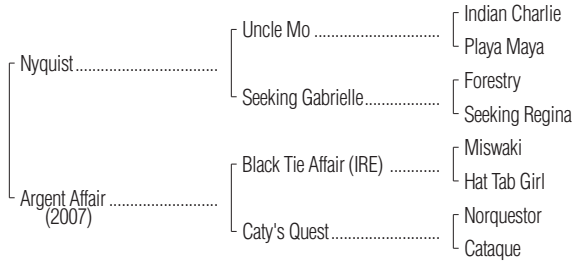 Indian Charlie
Uncle Mo
Playa Maya
Nyquist
Forestry
Seeking Gabrielle
Seeking Regina
Miswaki
Black Tie Affair (IRE)
Hat Tab Girl
Argent Affair
(2007)
Norquestor
Caty's Quest
Cataque